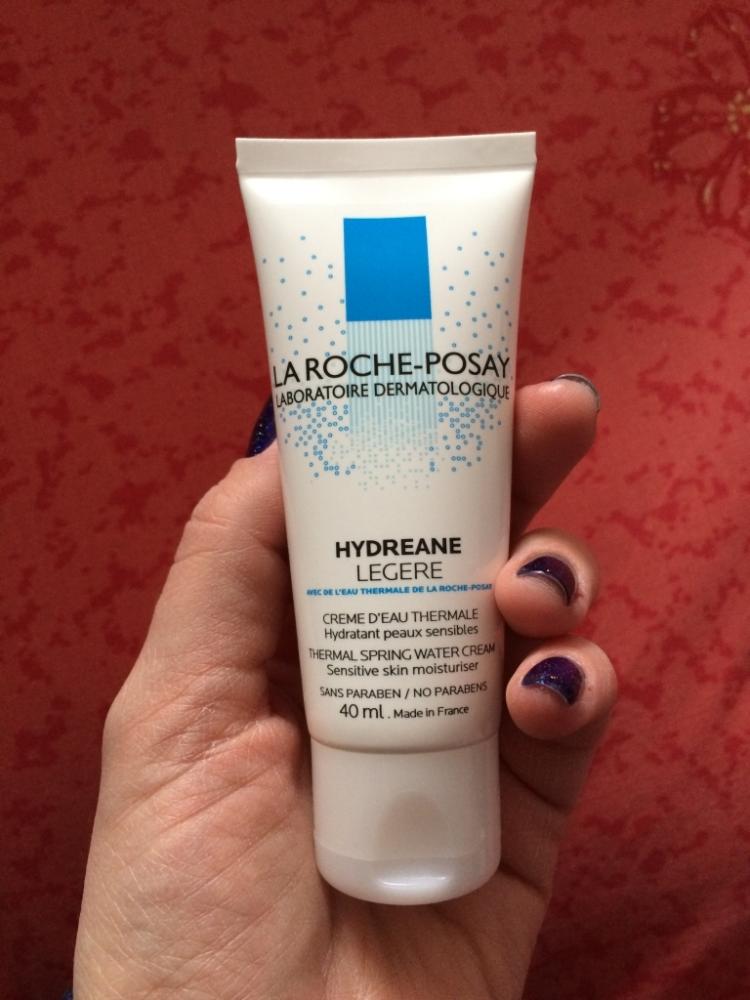 LA ROCHE-POSAY
LABORATOIRE DERMATOLOGIQUE
HYDREANE
LEGERE
AVEC DE L'EAU THERMALE DE LA ROCHE-POSAY
CREME D'EAU THERMALE
Hydratant peaux sensibles
THERMAL SPRING WATER CREAM
Sensitive skin moisturiser
SANS PARABEN / NO PARABENS
40 ml . Made in France